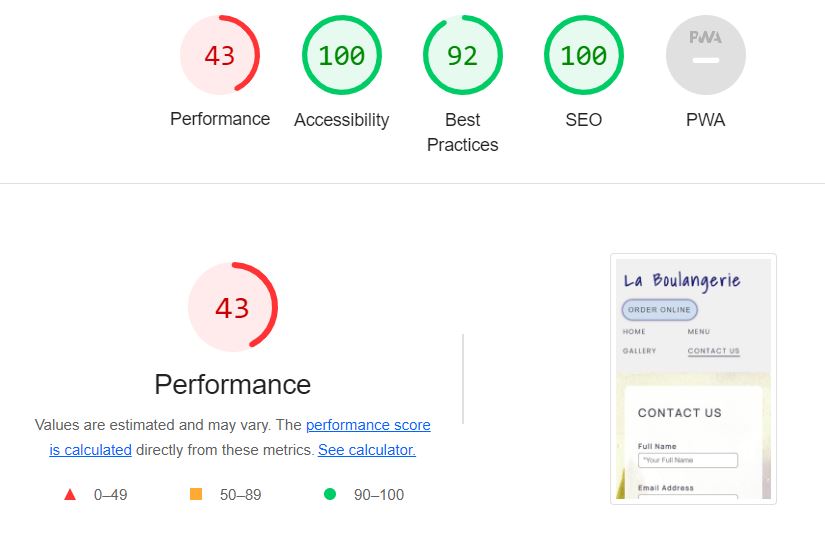 43
100
92
100
PWA
Performance
Accessibility
Best
Practices
SEO
PWA
43
Performance
Values are estimated and may vary. The performance score
is calculated directly from these metrics. See calculator.
0–49
50–89
90–100
La Boulangerie
ORDER ONLINE
HOME MENU
GALLERY CONTACT US
CONTACT US
Full Name
*Your Full Name
Email Address